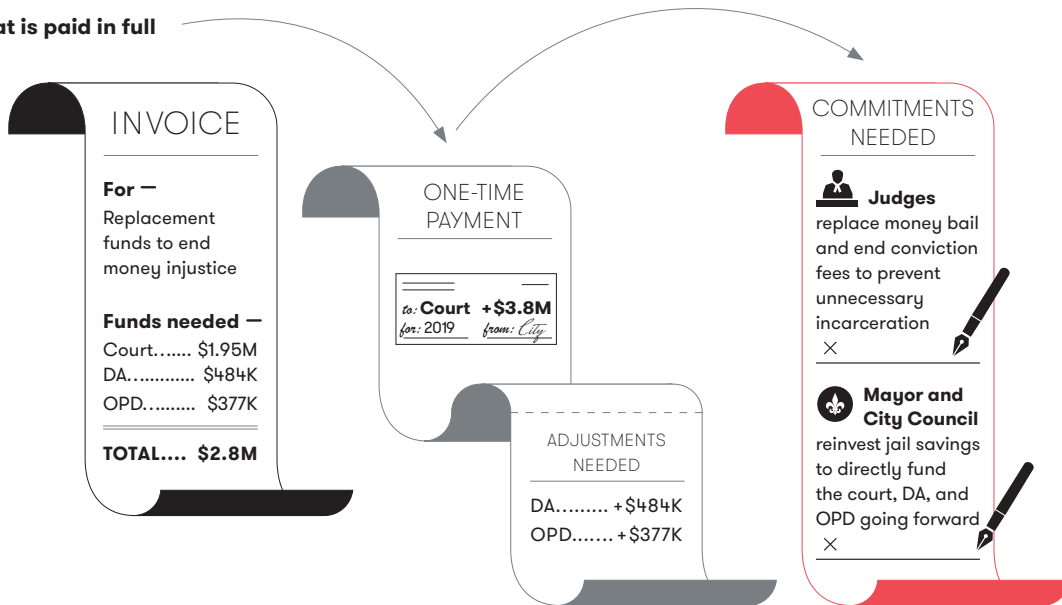 at is paid in full
INVOICE
For —
Replacement
funds to end
money injustice
Funds needed —
Court....... $1.95M
DA............ $484K
OPD.......... $377K
TOTAL.... $2.8M
ONE-TIME
PAYMENT
to: Court +$3.8M
for: 2019 from: City
ADJUSTMENTS
NEEDED
DA......... +$484K
OPD....... +$377K
COMMITMENTS
NEEDED
Judges
replace money bail
and end conviction
fees to prevent
unnecessary
incarceration
×
Mayor and
City Council
reinvest jail savings
to directly fund
the court, DA, and
OPD going forward
×